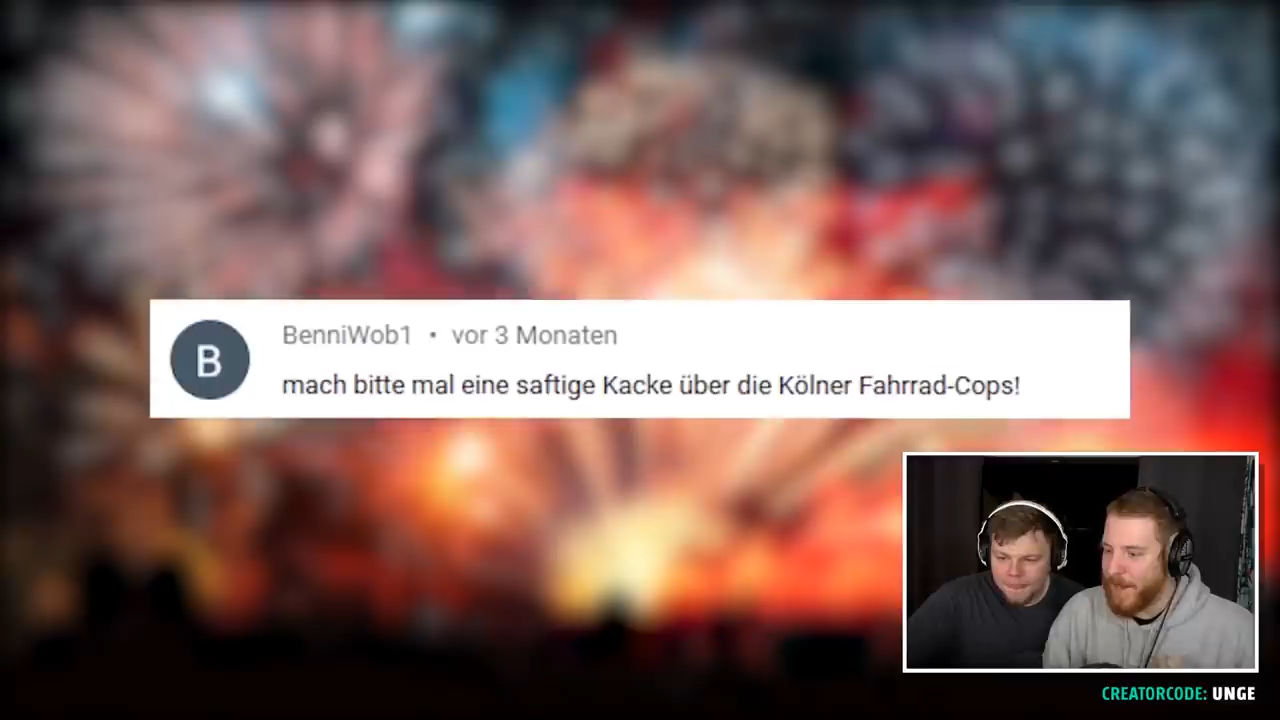 BenniWob1 • vor 3 Monaten
B
mach bitte mal eine saftige Kacke über die Kölner Fahrrad-Cops!
CREATORCODE: UNGE